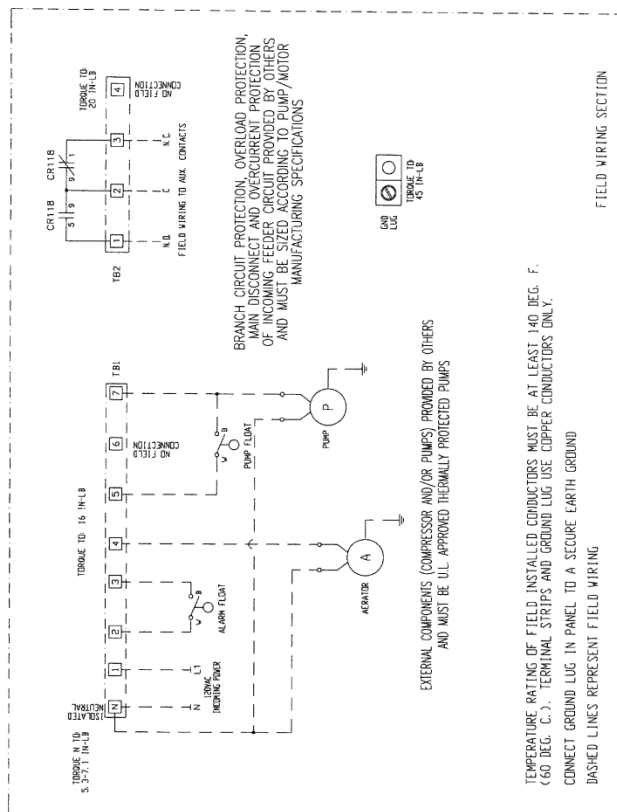 TORQUE N TO
5.3-7.1 IN-LB
ISOLATED
NEUTRAL
TORQUE TO 16 IN-LB
TB1
N
1
2
3
4
5
6
7
N
L1
120VAC
INCOMING POWER
W
B
ALARM FLOAT
NO FIELD
CONNECTION
W
B
PUMP FLOAT
A
AERATOR
P
PUMP
CR118
CR118
5
9
9
1
TORQUE TO
20 IN-LB
TB2
1
2
3
4
N.O.
C
N.C.
NO FIELD
CONNECTION
FIELD WIRING TO AUX. CONTACTS
BRANCH CIRCUIT PROTECTION, OVERLOAD PROTECTION,
MAIN DISCONNECT AND OVERCURRENT PROTECTION
OF INCOMING FEEDER CIRCUIT PROVIDED BY OTHERS
AND MUST BE SIZED ACCORDING TO PUMP/MOTOR
MANUFACTURING SPECIFICATIONS
EXTERNAL COMPONENTS (COMPRESSOR AND/OR PUMPS) PROVIDED BY OTHERS
AND MUST BE U.L. APPROVED THERMALLY PROTECTED PUMPS
GND
LUG
TORQUE TO
45 IN-LB
TEMPERATURE RATING OF FIELD INSTALLED CONDUCTORS MUST BE AT LEAST 140 DEG. F.
(60 DEG. C.). TERMINAL STRIPS AND GROUND LUG USE COPPER CONDUCTORS ONLY.
CONNECT GROUND LUG IN PANEL TO A SECURE EARTH GROUND
DASHED LINES REPRESENT FIELD WIRING
FIELD WIRING SECTION